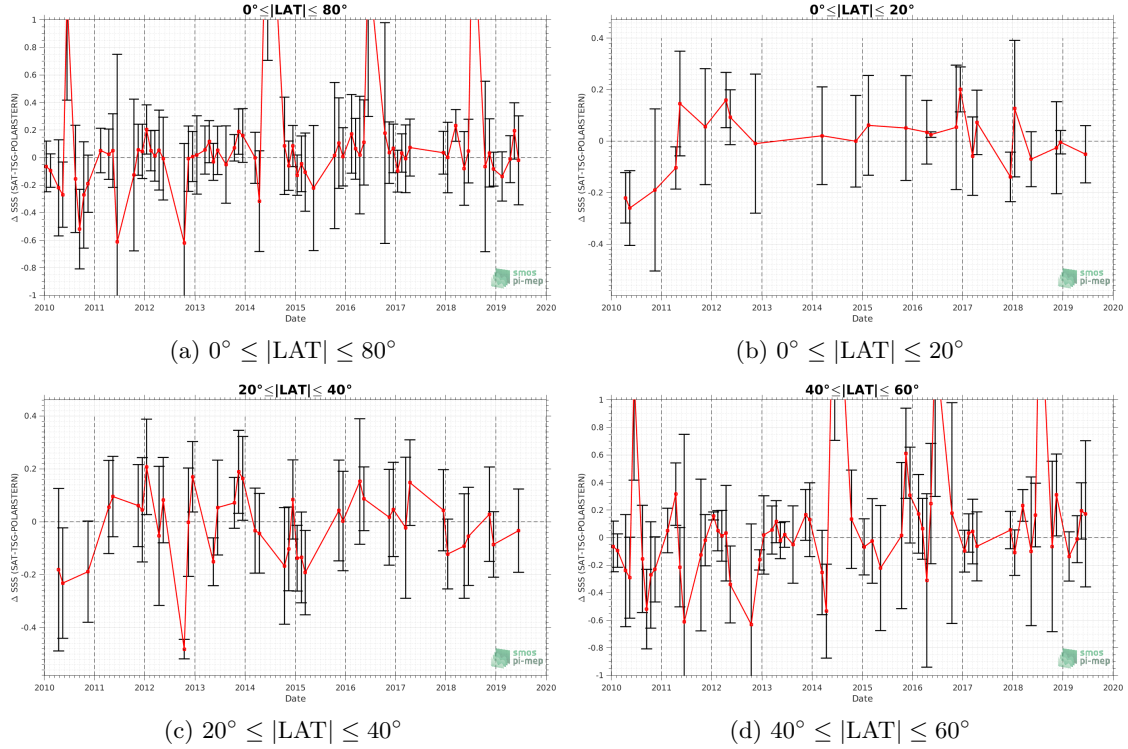 0°≤|LAT|≤ 80°
Δ SSS (SAT-TSG-POLARSTERN)
1
0.8
0.6
0.4
0.2
0
-0.2
-0.4
-0.6
-0.8
-1
2010 2011 2012 2013 2014 2015 2016 2017 2018 2019 2020
Date
smos
pi-mep
(a) 0° ≤ |LAT| ≤ 80°
0°≤|LAT|≤ 20°
Δ SSS (SAT-TSG-POLARSTERN)
0.4
0.2
0
-0.2
-0.4
2010 2011 2012 2013 2014 2015 2016 2017 2018 2019 2020
Date
smos
pi-mep
(b) 0° ≤ |LAT| ≤ 20°
20°≤|LAT|≤ 40°
Δ SSS (SAT-TSG-POLARSTERN)
0.4
0.2
0
-0.2
-0.4
2010 2011 2012 2013 2014 2015 2016 2017 2018 2019 2020
Date
smos
pi-mep
(c) 20° ≤ |LAT| ≤ 40°
40°≤|LAT|≤ 60°
Δ SSS (SAT-TSG-POLARSTERN)
1
0.8
0.6
0.4
0.2
0
-0.2
-0.4
-0.6
-0.8
-1
2010 2011 2012 2013 2014 2015 2016 2017 2018 2019 2020
Date
smos
pi-mep
(d) 40° ≤ |LAT| ≤ 60°